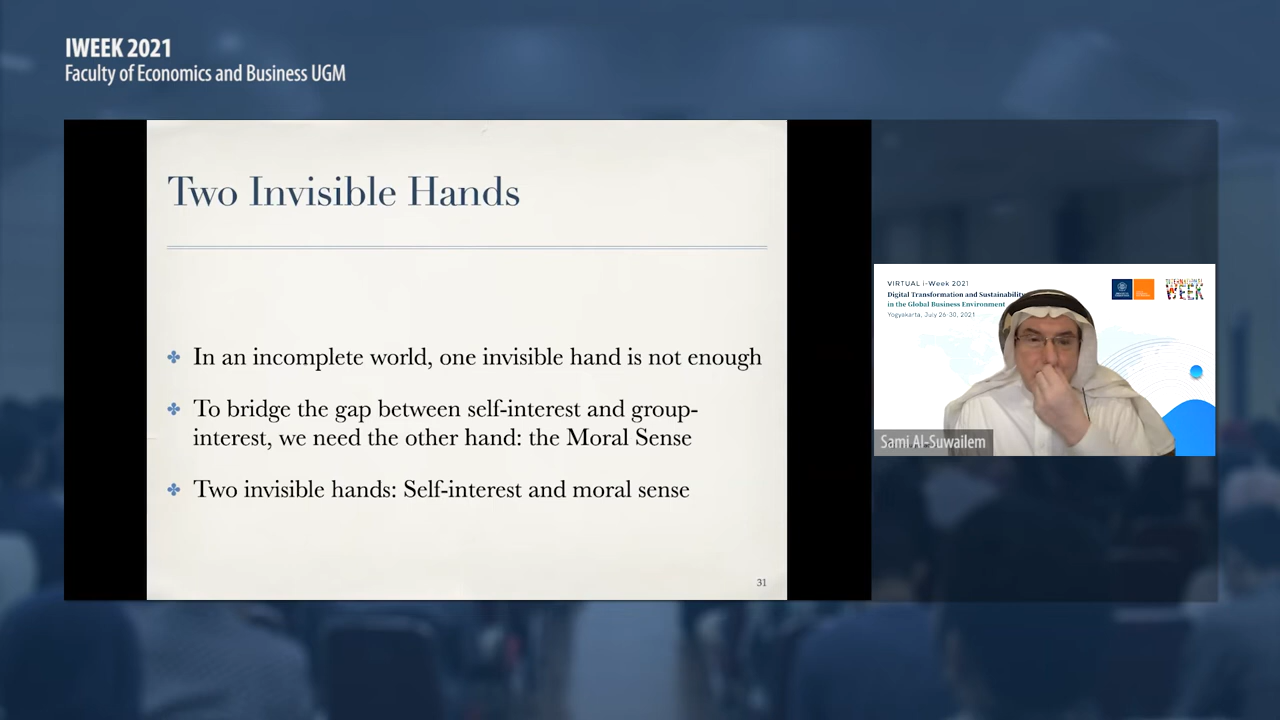 IWEEK 2021
Faculty of Economics and Business UGM
Two Invisible Hands
In an incomplete world, one invisible hand is not enough
To bridge the gap between self-interest and group-
interest, we need the other hand: the Moral Sense
Two invisible hands: Self-interest and moral sense
31
VIRTUAL i-Week 2021
Digital Transformation and Sustainability
in the Global Business Environment
Yogyakarta, July 26-30, 2021
WEEK
Sami Al-Suwailem